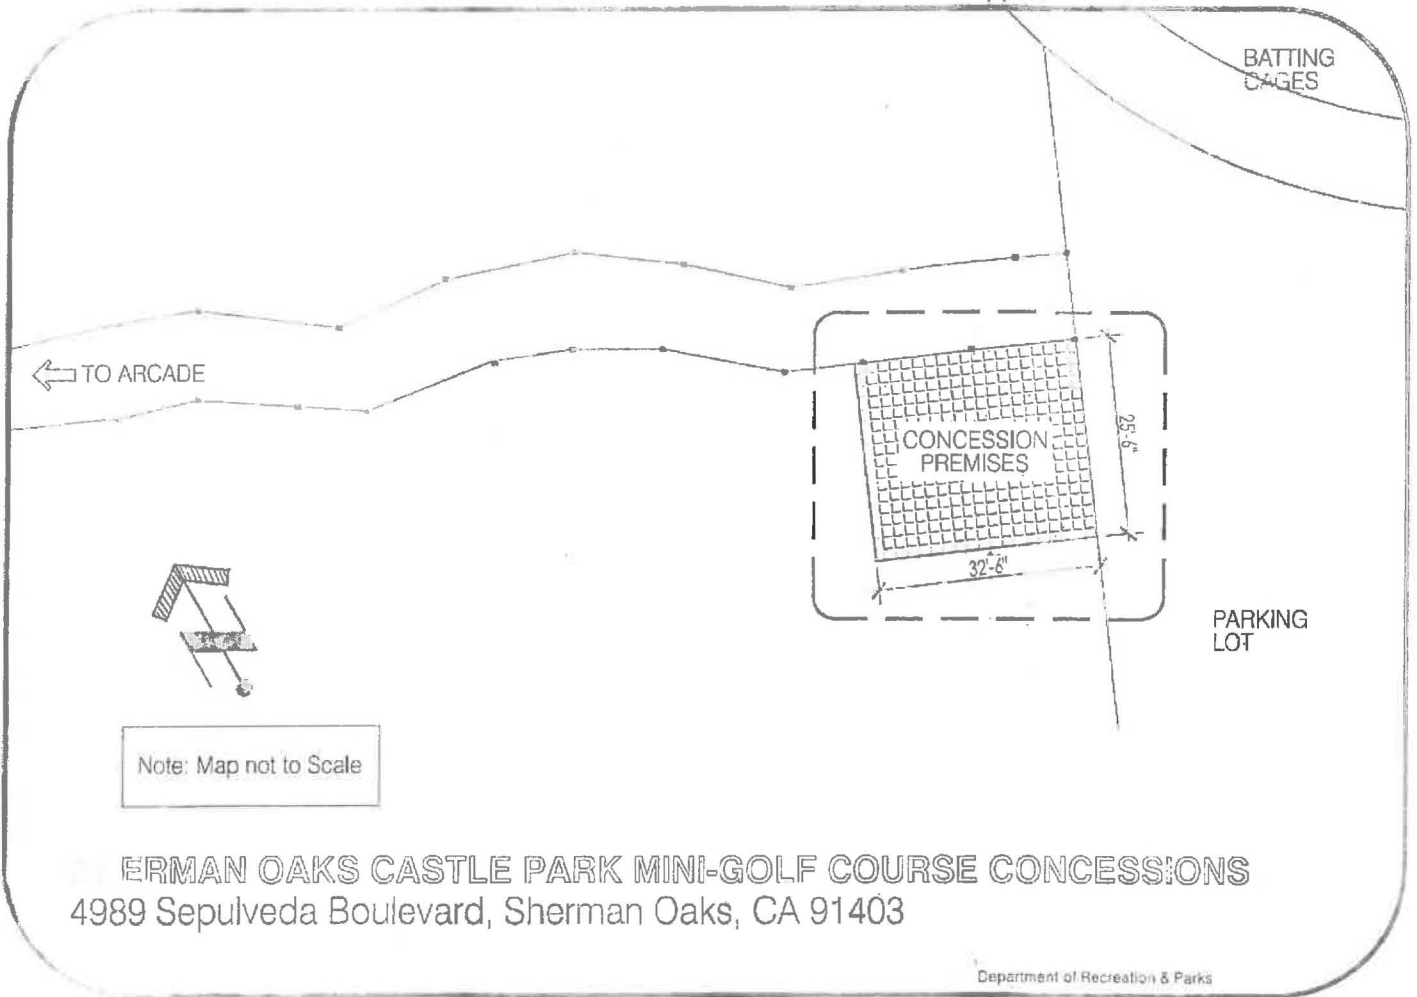 BATTING
CAGES
TO ARCADE
CONCESSION
PREMISES
25'-6"
32'-6"
PARKING
LOT
Note: Map not to Scale
ERMAN OAKS CASTLE PARK MINI-GOLF COURSE CONCESSIONS
4989 Sepulveda Boulevard, Sherman Oaks, CA 91403
Department of Recreation & Parks